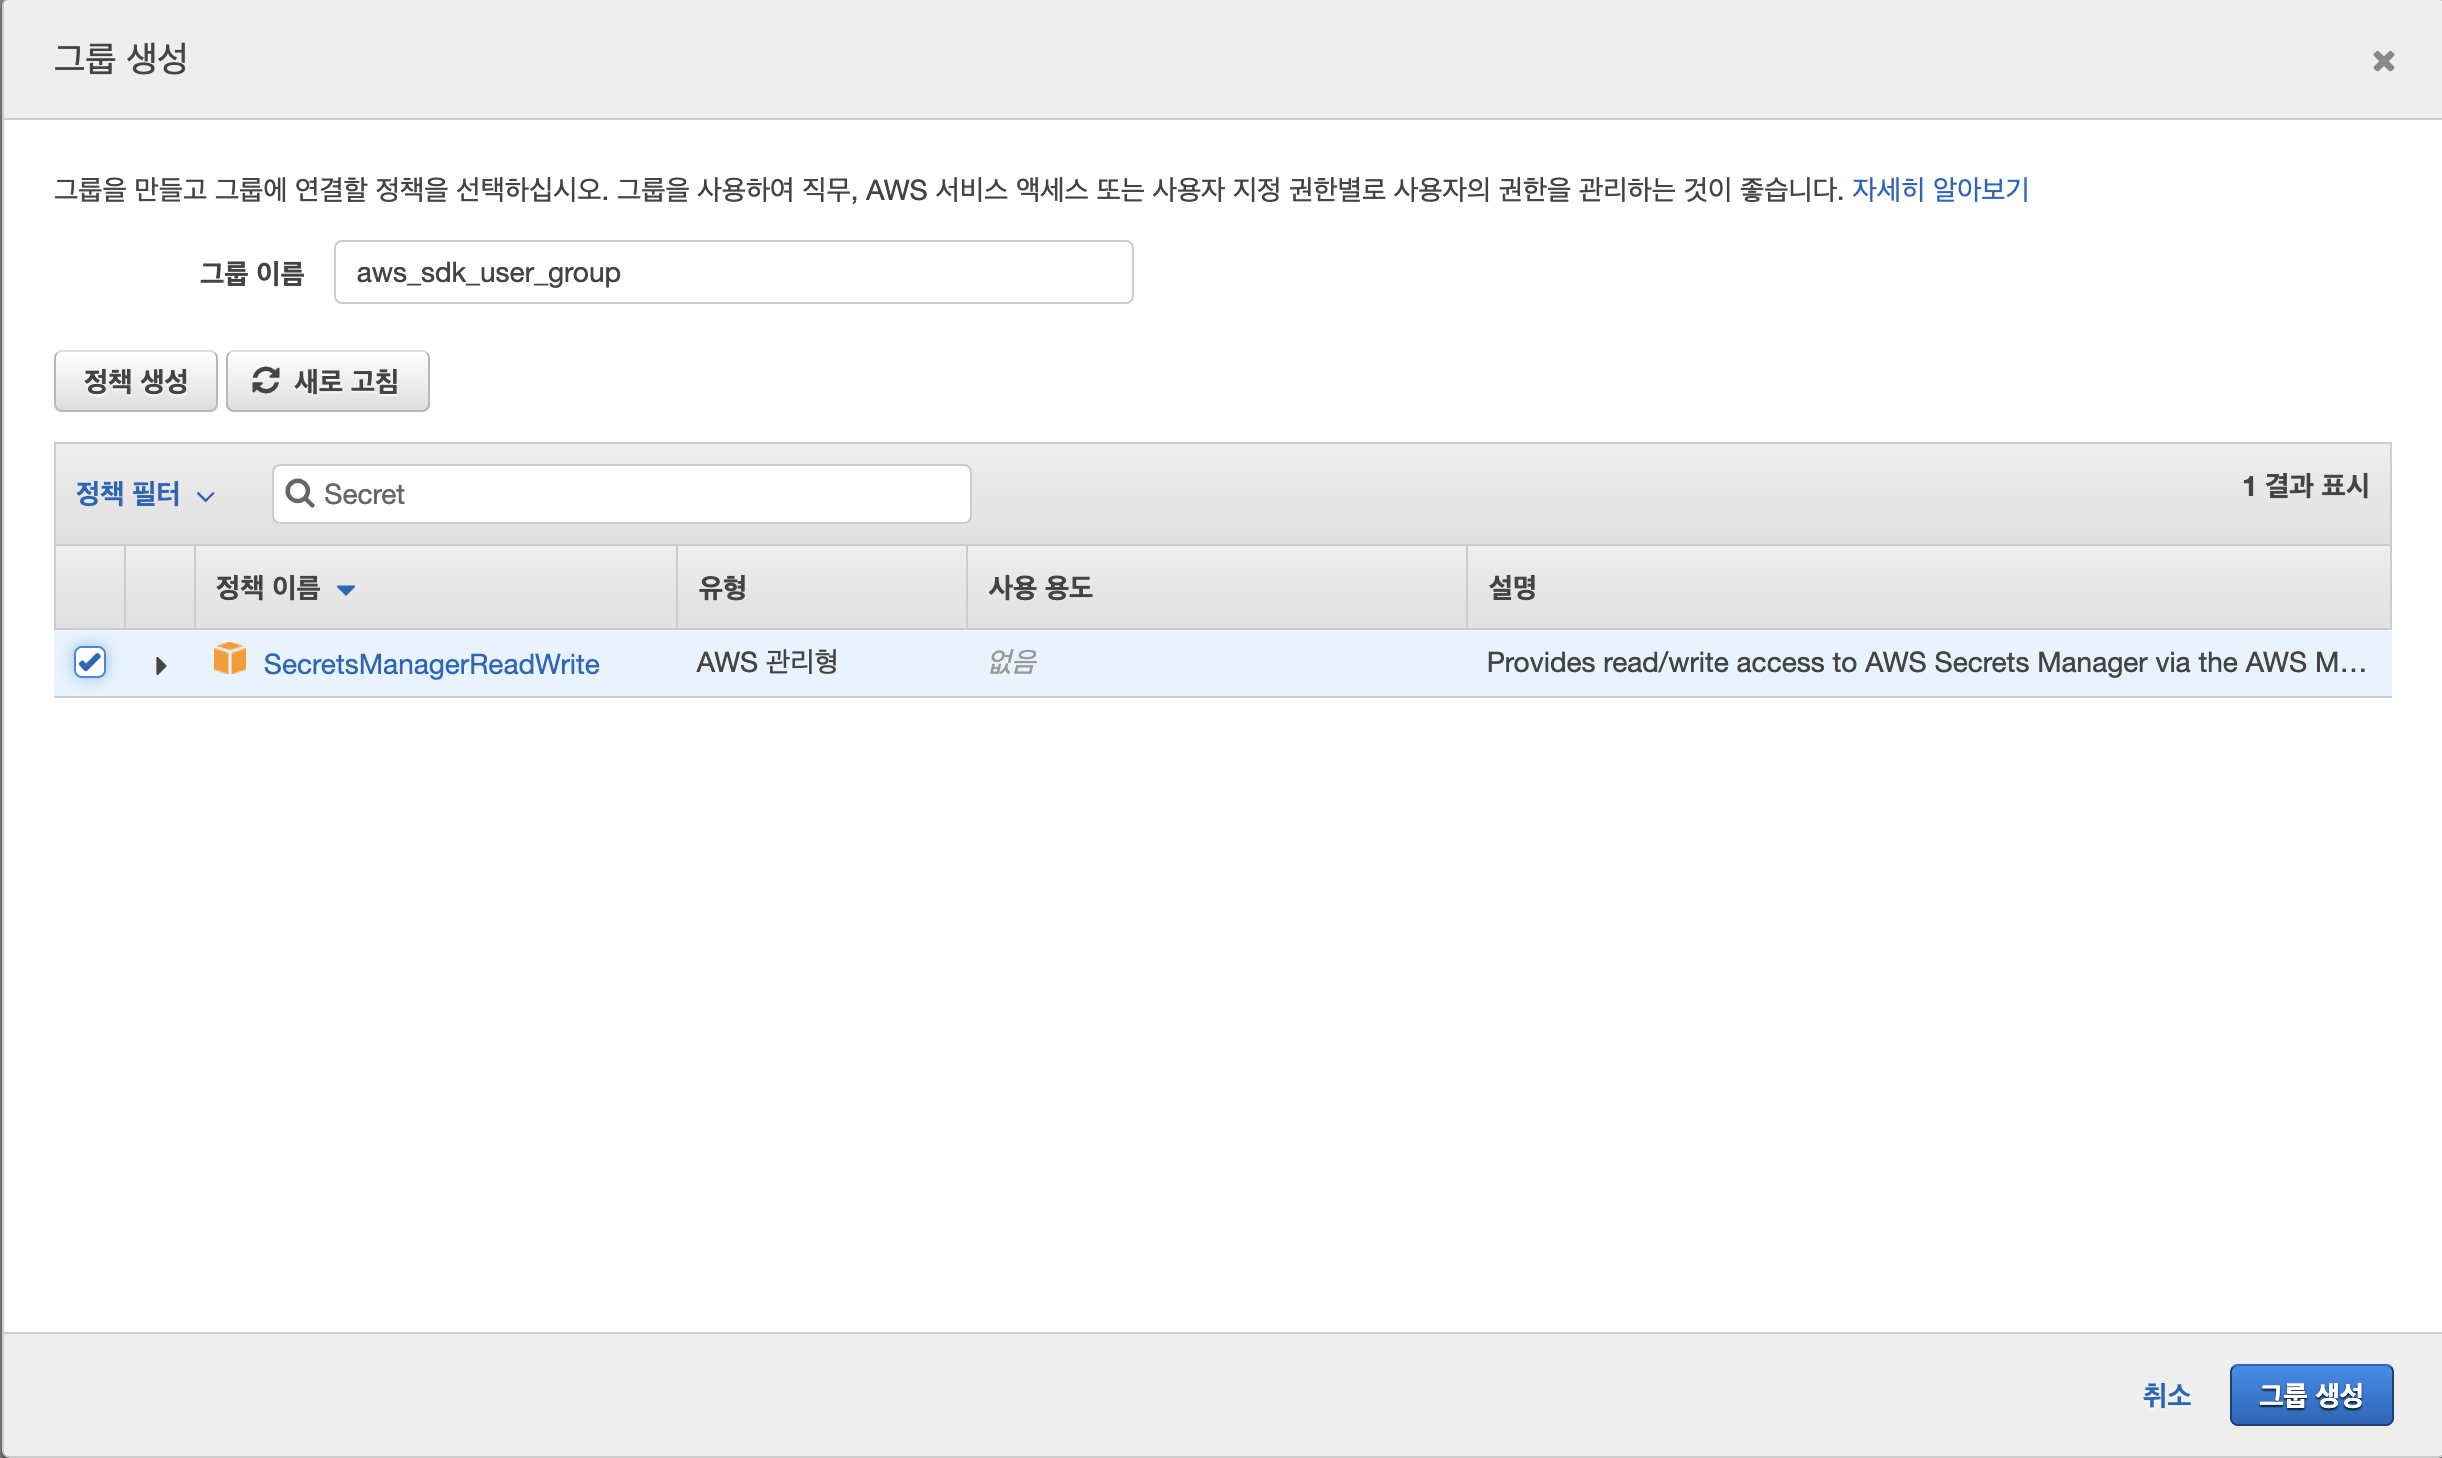 그룹 생성
그룹을 만들고 그룹에 연결할 정책을 선택하십시오. 그룹을 사용하여 직무, AWS 서비스 액세스 또는 사용자 지정 권한별로 사용자의 권한을 관리하는 것이 좋습니다. 자세히 알아보기
그룹 이름 aws_sdk_user_group
정책 생성 새로 고침
정책 필터 Secret 1 결과 표시
정책 이름 유형 사용 용도 설명
SecretsManagerReadWrite AWS 관리형 없음 Provides read/write access to AWS Secrets Manager via the AWS M...
취소 그룹 생성